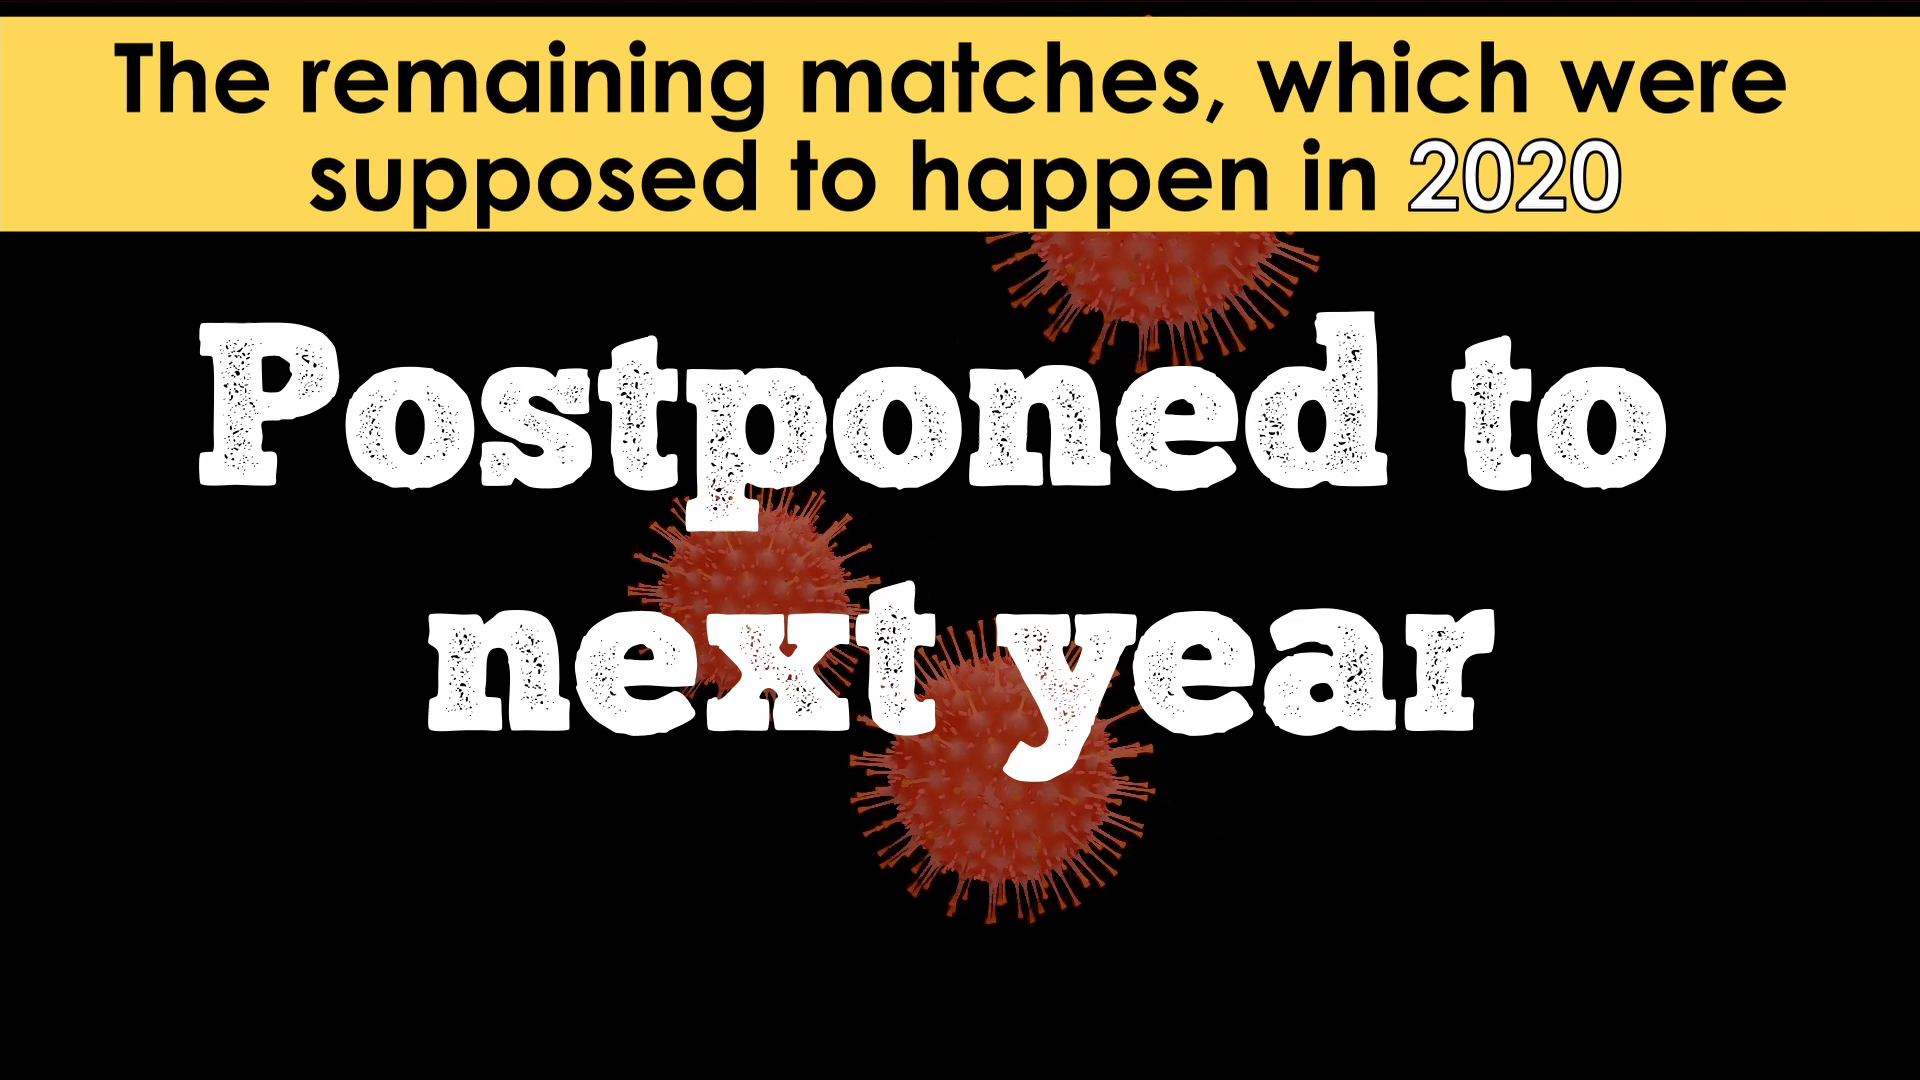 The remaining matches, which were
supposed to happen in 2020
Postponed to
next year